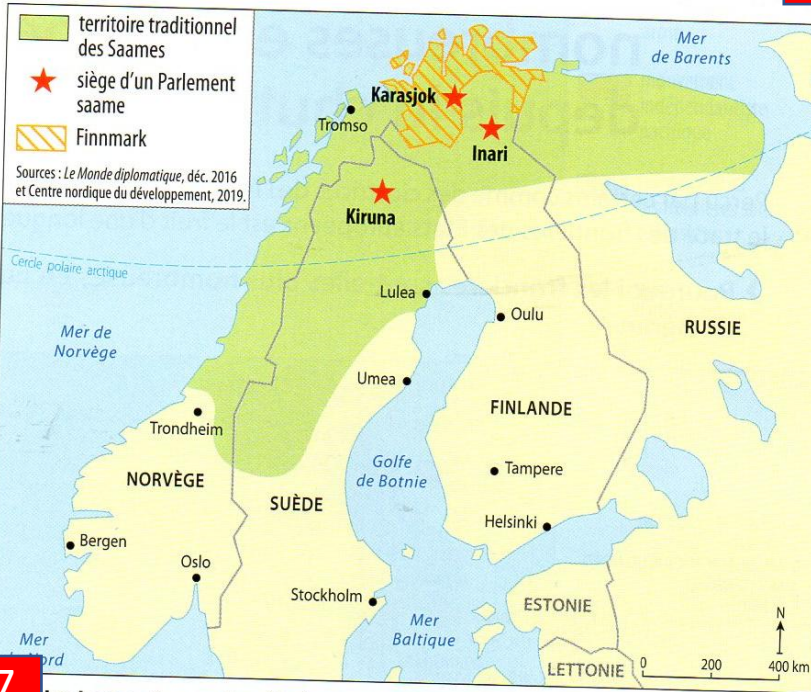 territoire traditionnel
des Saames
siège d'un Parlement
saame
Finnmark
Sources : Le Monde diplomatique, déc. 2016
et Centre nordique du développement, 2019.
Mer
de Barents
Karasjok
Tromso
Inari
Kiruna
Cercle polaire arctique
Lulea
Oulu
RUSSIE
Mer de
Norvège
Umea
FINLANDE
Trondheim
Golfe
de Botnie
Tampere
NORVÈGE
SUÈDE
Helsinki
Bergen
Oslo
Stockholm
ESTONIE
Mer
Baltique
N
Mer
LETTONIE
0 200 400 km
7